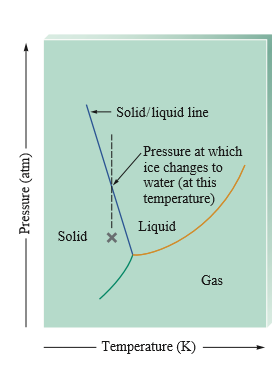 Solid/liquid line
Pressure at which
ice changes to
water (at this
temperature)
Pressure (atm)
Solid
Liquid
Gas
Temperature (K)